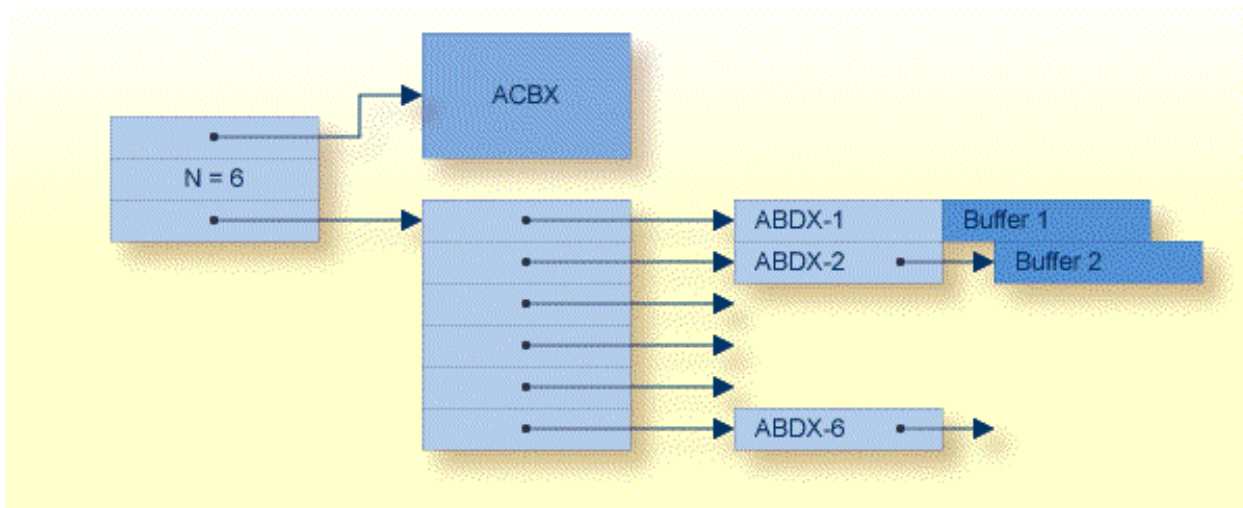 ACBX
N = 6
ABDX-1 Buffer 1
ABDX-2 Buffer 2
ABDX-6